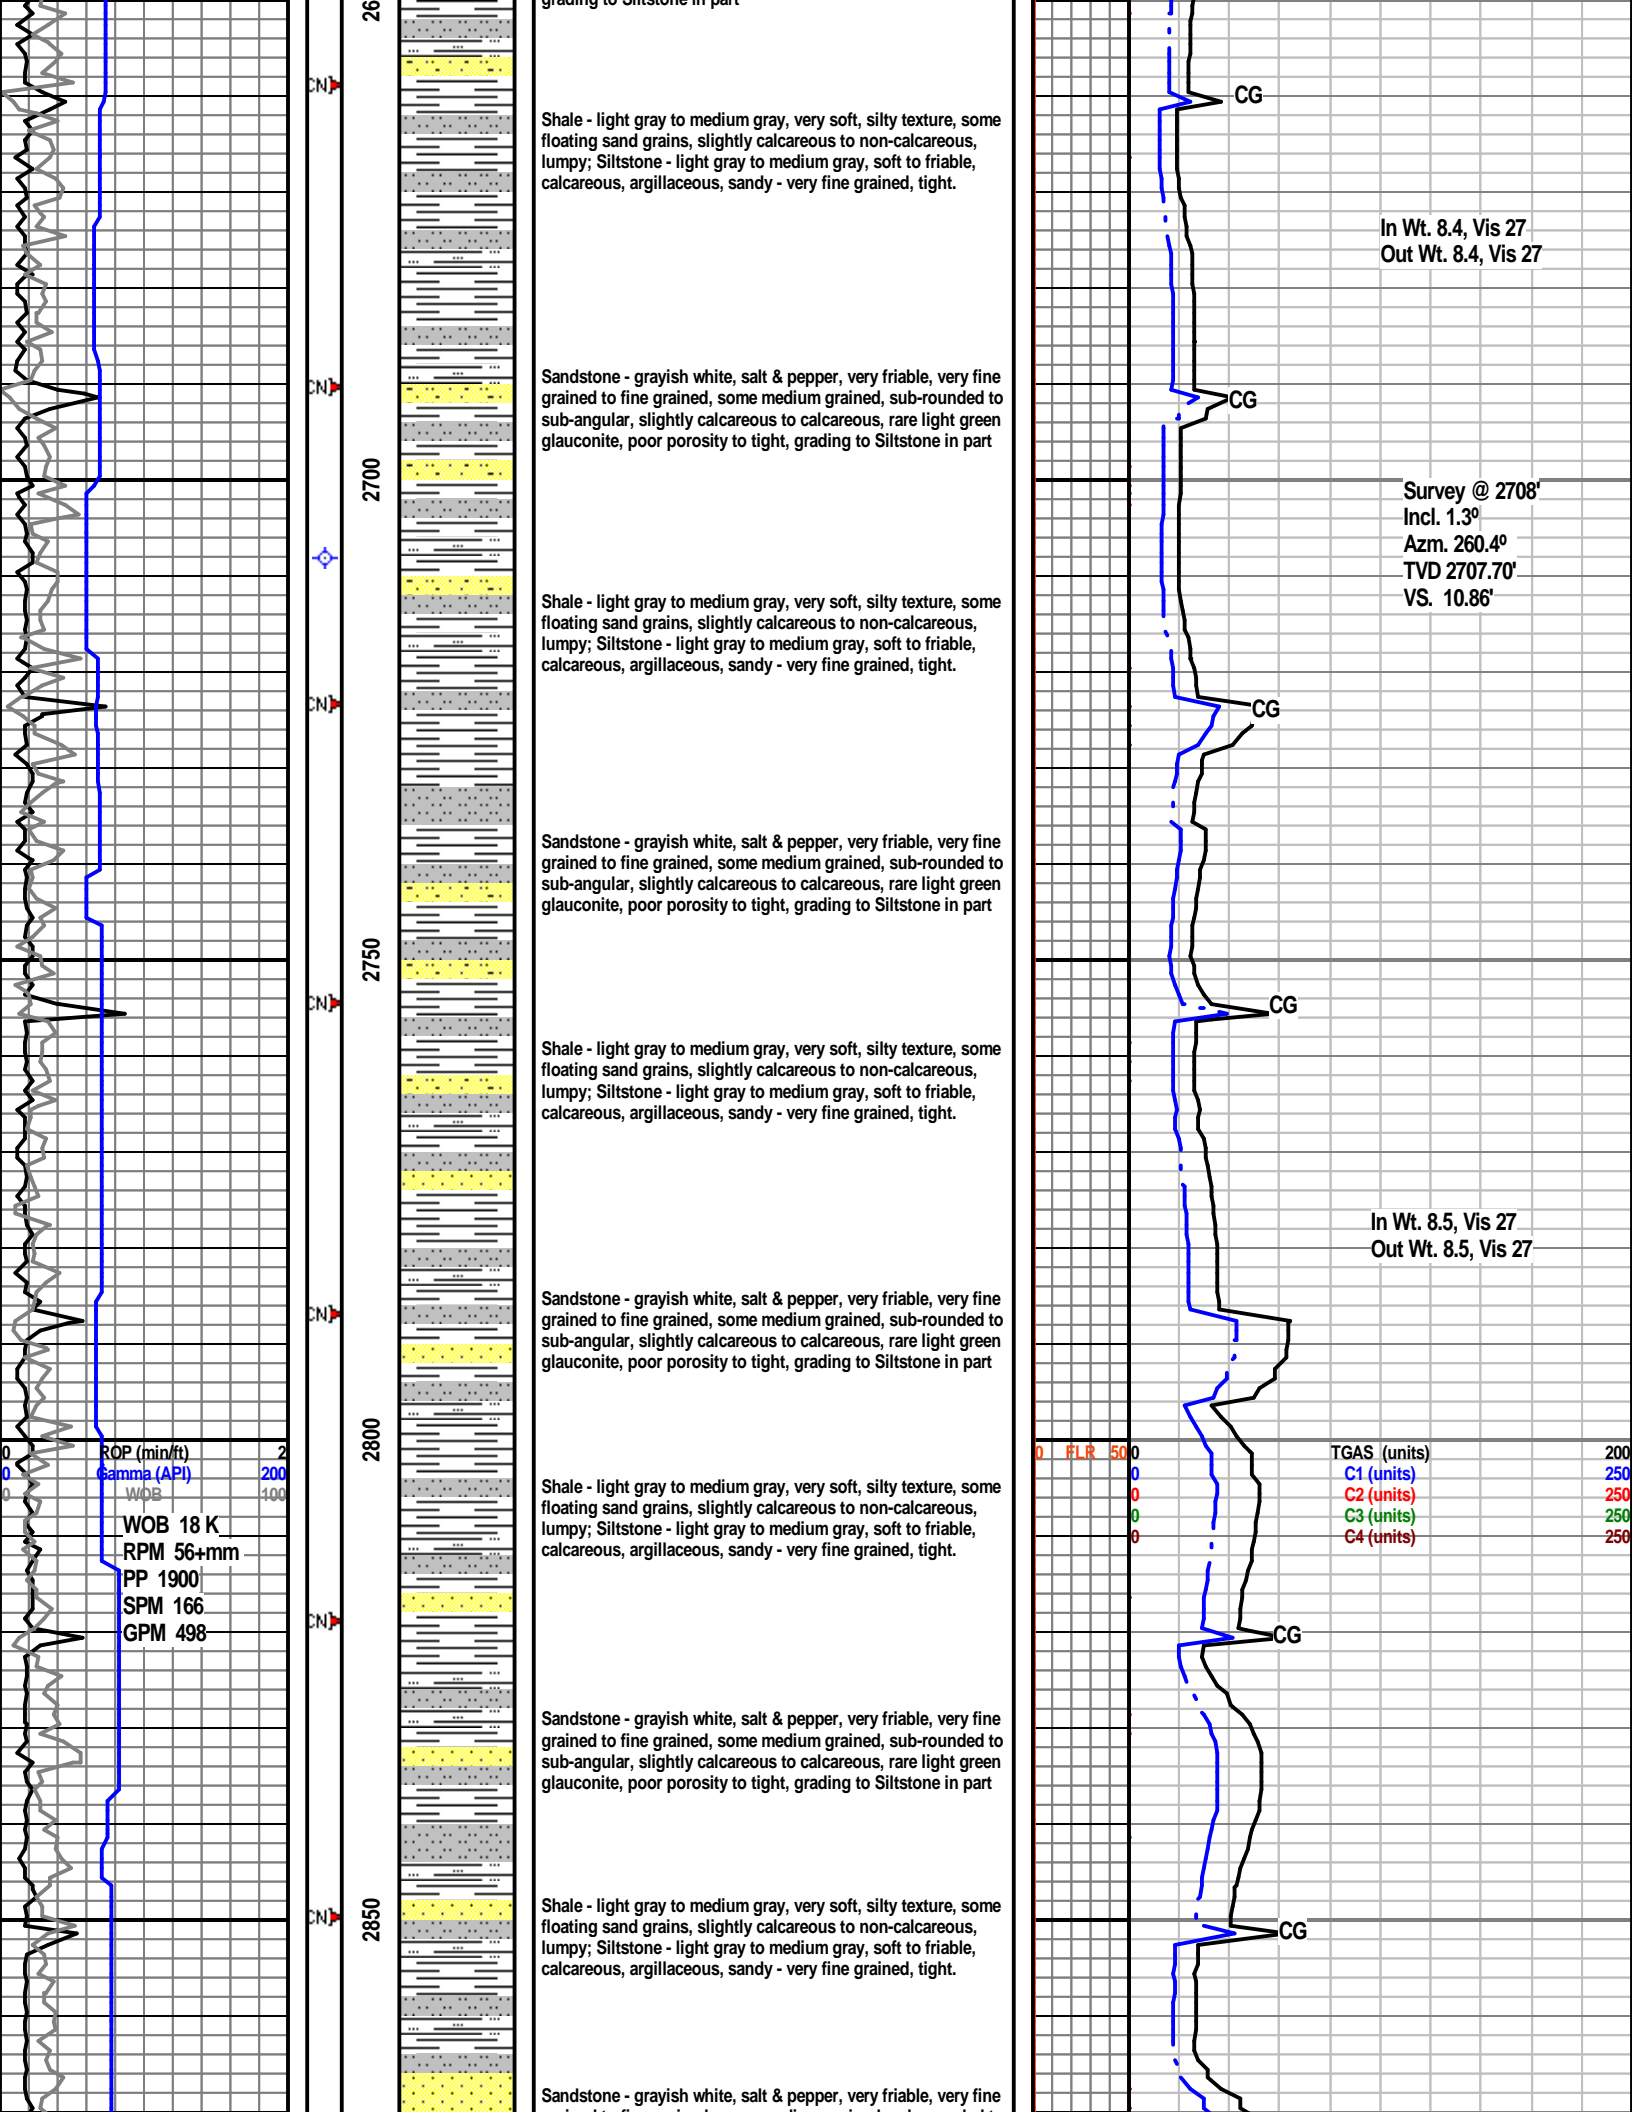 26
grading to Siltstone in part
CN]
CG
Shale - light gray to medium gray, very soft, silty texture, some
floating sand grains, slightly calcareous to non-calcareous,
lumpy; Siltstone - light gray to medium gray, soft to friable,
calcareous, argillaceous, sandy - very fine grained, tight.
In Wt. 8.4, Vis 27
Out Wt. 8.4, Vis 27
CN]
Sandstone - grayish white, salt & pepper, very friable, very fine
grained to fine grained, some medium grained, sub-rounded to
sub-angular, slightly calcareous to calcareous, rare light green
glauconite, poor porosity to tight, grading to Siltstone in part
CG
2700
Survey @ 2708'
Incl. 1.3º
Azm. 260.4º
TVD 2707.70'
VS. 10.86'
Shale - light gray to medium gray, very soft, silty texture, some
floating sand grains, slightly calcareous to non-calcareous,
lumpy; Siltstone - light gray to medium gray, soft to friable,
calcareous, argillaceous, sandy - very fine grained, tight.
CN]
CG
Sandstone - grayish white, salt & pepper, very friable, very fine
grained to fine grained, some medium grained, sub-rounded to
sub-angular, slightly calcareous to calcareous, rare light green
glauconite, poor porosity to tight, grading to Siltstone in part
2750
CN]
CG
Shale - light gray to medium gray, very soft, silty texture, some
floating sand grains, slightly calcareous to non-calcareous,
lumpy; Siltstone - light gray to medium gray, soft to friable,
calcareous, argillaceous, sandy - very fine grained, tight.
In Wt. 8.5, Vis 27
Out Wt. 8.5, Vis 27
CN]
Sandstone - grayish white, salt & pepper, very friable, very fine
grained to fine grained, some medium grained, sub-rounded to
sub-angular, slightly calcareous to calcareous, rare light green
glauconite, poor porosity to tight, grading to Siltstone in part
2800
0 ROP (min/ft) 2
0 Gamma (API) 200
0 WOB 100
WOB 18 K
RPM 56+mm
PP 1900
SPM 166
GPM 498
0 FLR 50
0 TGAS (units) 200
0 C1 (units) 250
0 C2 (units) 250
0 C3 (units) 250
0 C4 (units) 250
Shale - light gray to medium gray, very soft, silty texture, some
floating sand grains, slightly calcareous to non-calcareous,
lumpy; Siltstone - light gray to medium gray, soft to friable,
calcareous, argillaceous, sandy - very fine grained, tight.
CN]
CG
Sandstone - grayish white, salt & pepper, very friable, very fine
grained to fine grained, some medium grained, sub-rounded to
sub-angular, slightly calcareous to calcareous, rare light green
glauconite, poor porosity to tight, grading to Siltstone in part
2850
CN]
CG
Shale - light gray to medium gray, very soft, silty texture, some
floating sand grains, slightly calcareous to non-calcareous,
lumpy; Siltstone - light gray to medium gray, soft to friable,
calcareous, argillaceous, sandy - very fine grained, tight.
Sandstone - grayish white, salt & pepper, very friable, very fine